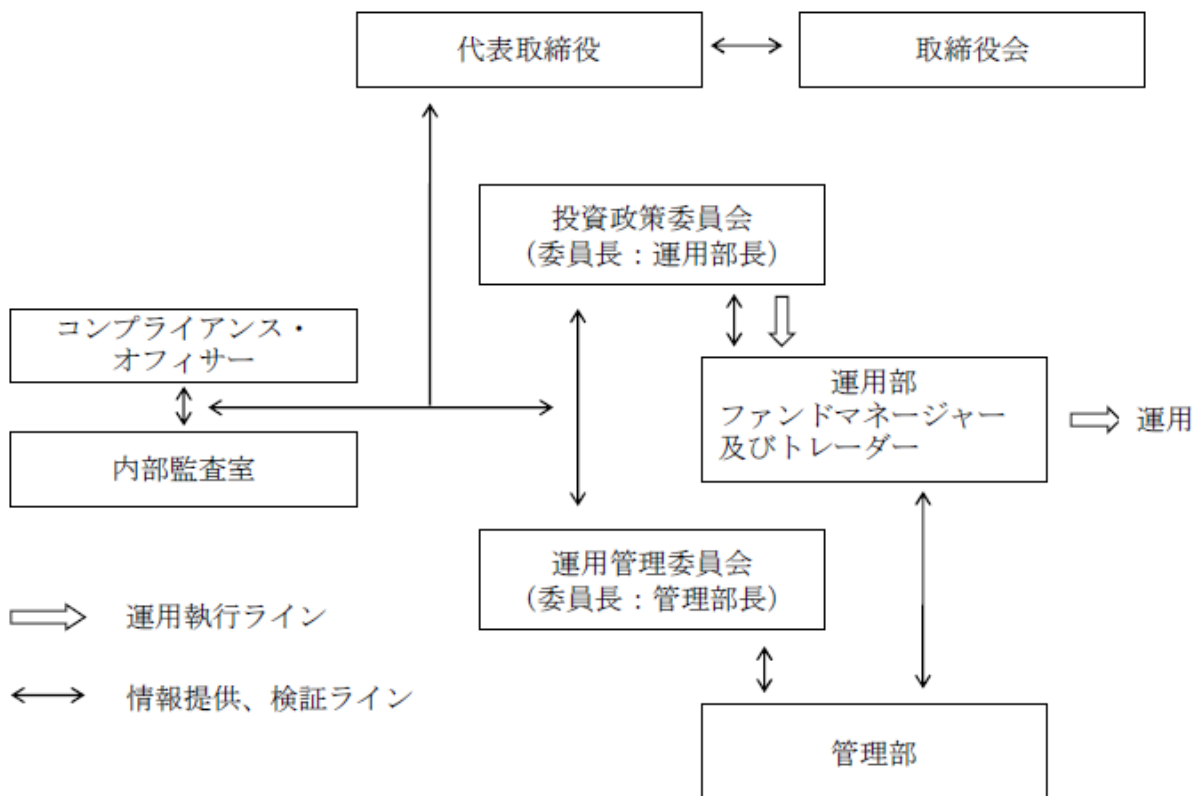 代表取締役
取締役会
投資政策委員会
（委員長：運用部長）
コンプライアンス・
オフィサー
運用部
ファンドマネージャー
及びトレーダー
運用
内部監査室
運用管理委員会
（委員長：管理部長）
運用執行ライン
情報提供、検証ライン
管理部